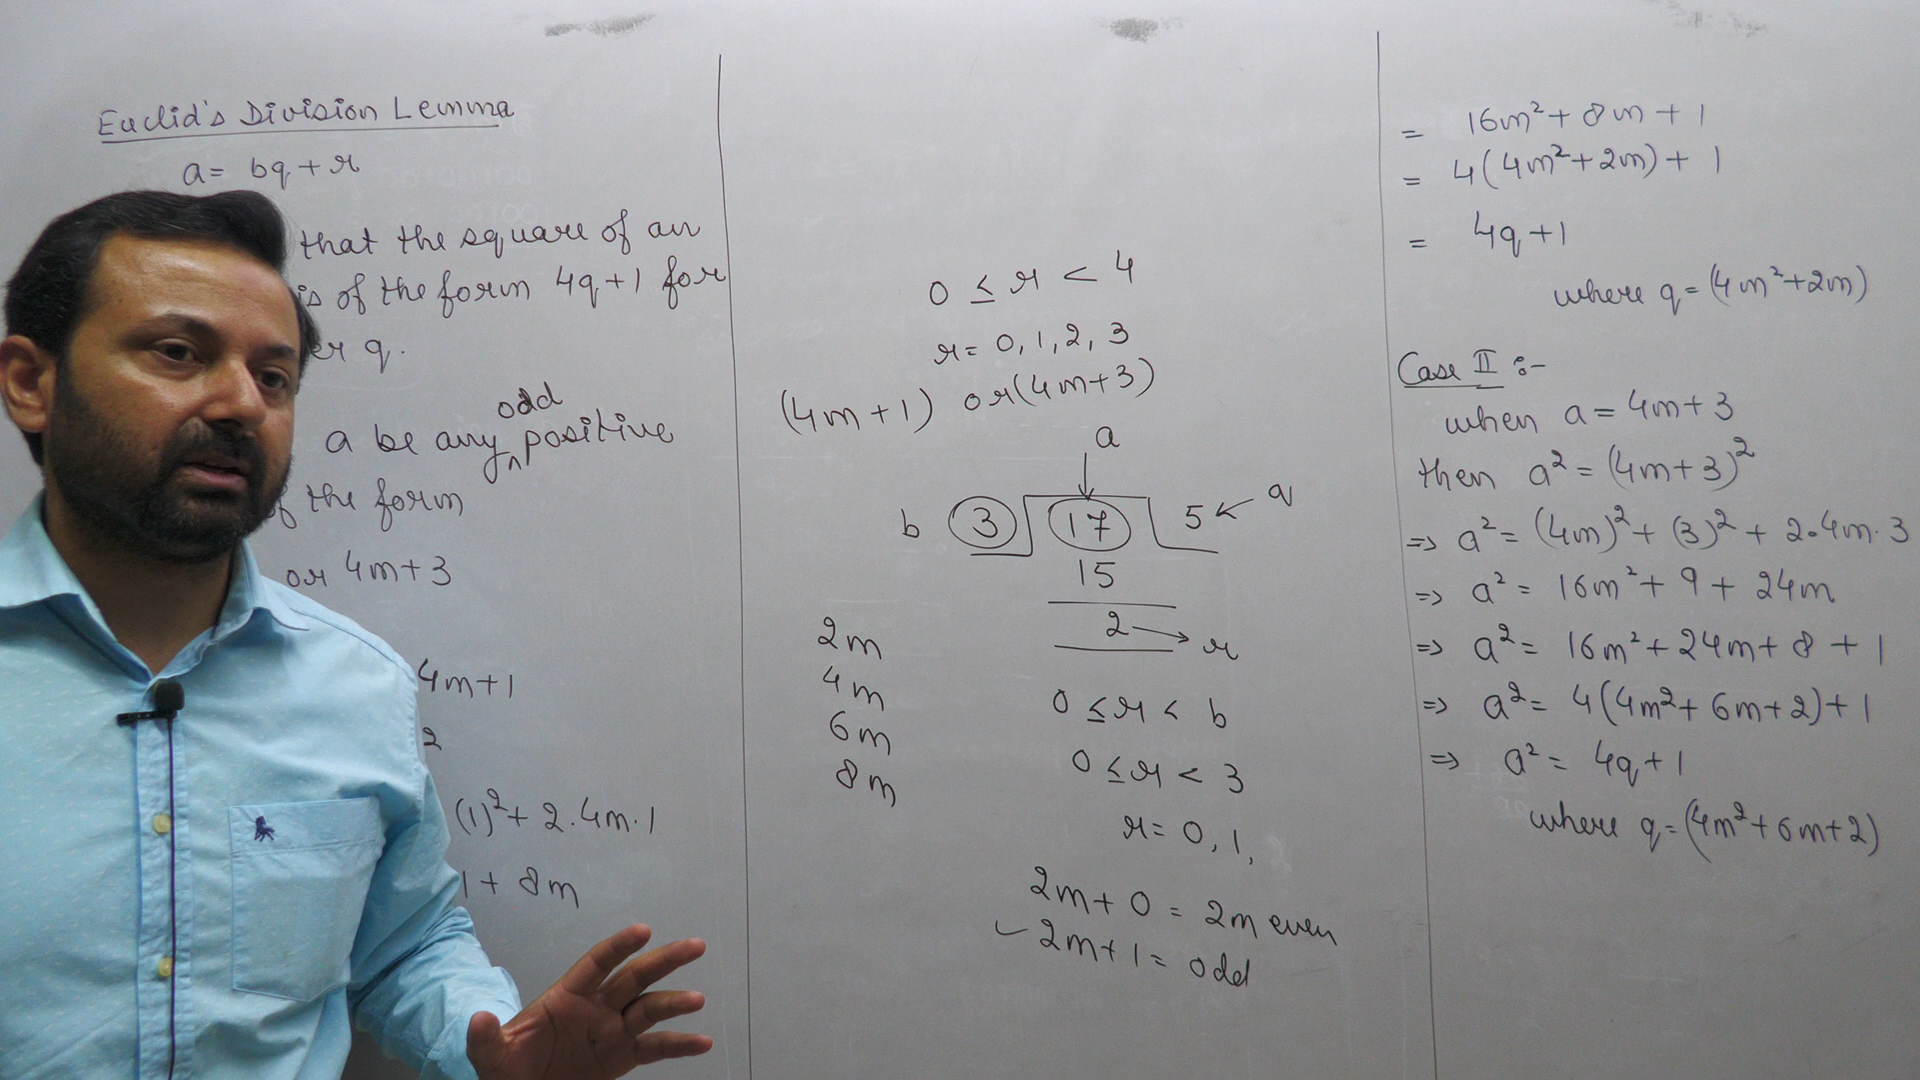 Euclid's Division Lemma
a = bq + r
that the square of an
is of the form 4q+1 for
er q.
odd
a be any ^ positive
of the form
or 4m+3
4m+1
2
(1)²+ 2.4m.1
1 + 8m
0 ≤ r < 4
r = 0, 1, 2, 3
(4m+1) or (4m+3)
a
b 3 17 5 ← q
15
2 → r
2m
4m
6m
8m
0 ≤ r < b
0 ≤ r < 3
r = 0, 1,
2m + 0 = 2m even
2m + 1 = odd
= 16m² + 8m + 1
= 4(4m² + 2m) + 1
= 4q + 1
where q = (4m²+2m)
Case II :-
when a = 4m+3
then a² = (4m+3)²
⇒ a² = (4m)² + (3)² + 2.4m.3
⇒ a² = 16m² + 9 + 24m
⇒ a² = 16m² + 24m + 8 + 1
⇒ a² = 4(4m² + 6m + 2) + 1
⇒ a² = 4q + 1
where q = (4m²+6m+2)